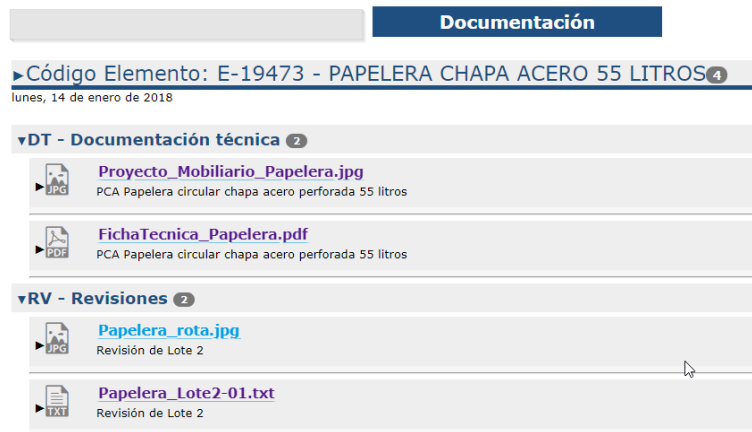 Documentación
►Código Elemento: E-19473 - PAPELERA CHAPA ACERO 55 LITROS 4
lunes, 14 de enero de 2018
▼DT - Documentación técnica 2
Proyecto_Mobiliario_Papelera.jpg
JPG
PCA Papelera circular chapa acero perforada 55 litros
FichaTecnica_Papelera.pdf
PDF
PCA Papelera circular chapa acero perforada 55 litros
▼RV - Revisiones 2
Papelera_rota.jpg
JPG
Revisión de Lote 2
Papelera_Lote2-01.txt
TXT
Revisión de Lote 2